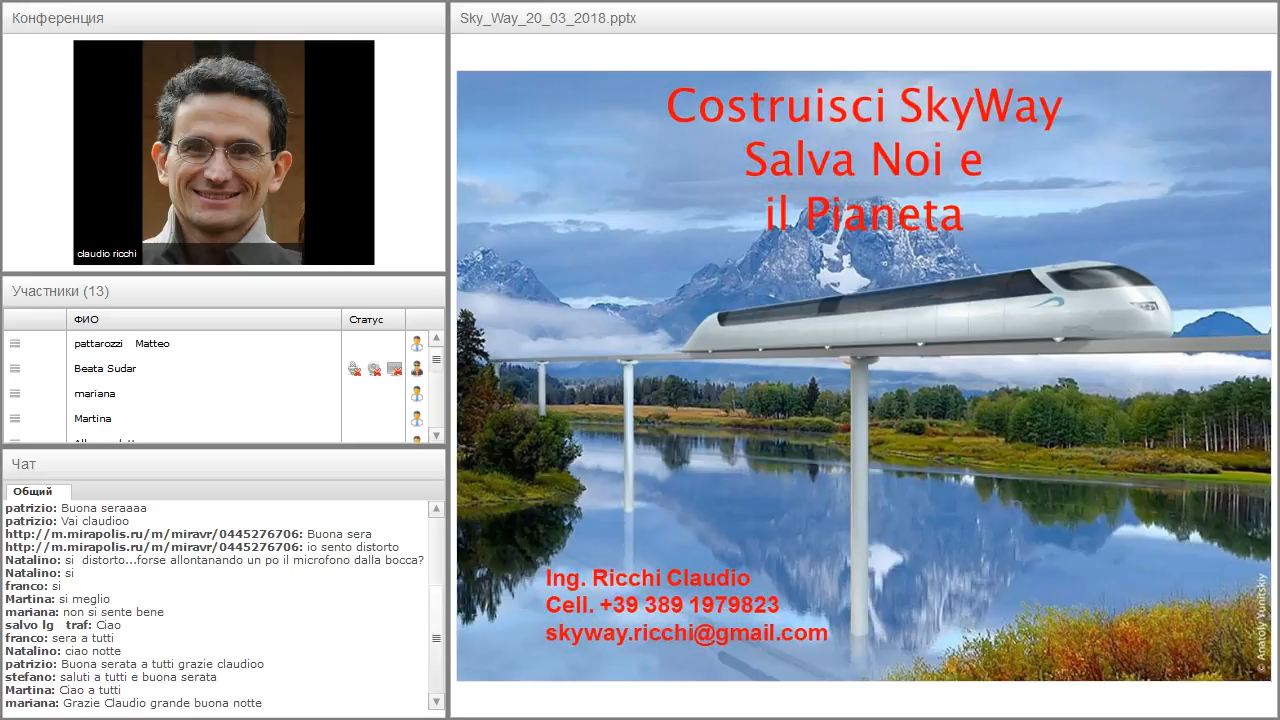 Конференция
claudio ricchi
Участники (13)
ФИО Статус
pattarozzi Matteo
Beata Sudar
mariana
Martina
Чат
Общий
patrizio: Buona seraaaa
patrizio: Vai claudioo
http://m.mirapolis.ru/m/miravr/0445276706: Buona sera
http://m.mirapolis.ru/m/miravr/0445276706: io sento distorto
Natalino: si distorto...forse allontanando un po il microfono dalla bocca?
Natalino: si
franco: si
Martina: si meglio
mariana: non si sente bene
salvo lg traf: Ciao
franco: sera a tutti
Natalino: ciao notte
patrizio: Buona serata a tutti grazie claudioo
stefano: saluti a tutti e buona serata
Martina: Ciao a tutti
mariana: Grazie Claudio grande buona notte
Sky_Way_20_03_2018.pptx
Costruisci SkyWay
Salva Noi e
il Pianeta
Ing. Ricchi Claudio
Cell. +39 389 1979823
skyway.ricchi@gmail.com
© Anatoly Yunitskiy